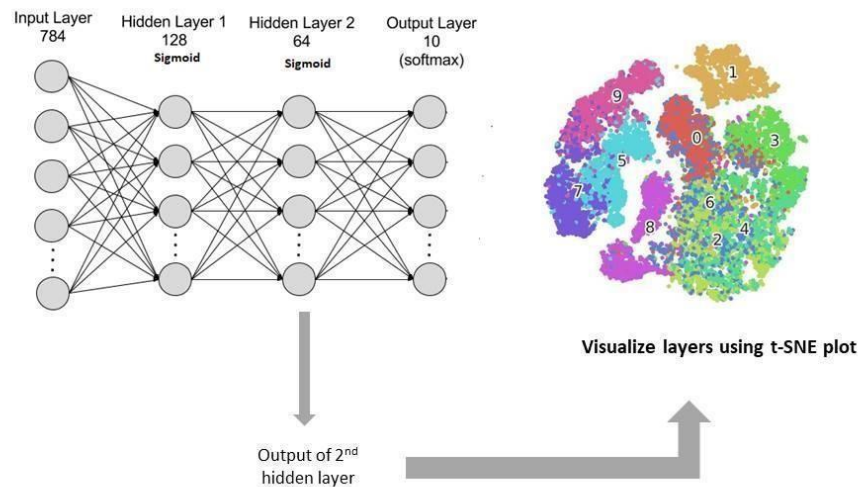 Input Layer
784
Hidden Layer 1
128
Sigmoid
Hidden Layer 2
64
Sigmoid
Output Layer
10
(softmax)
1
9
0
3
5
7
6
8
2
4
Visualize layers using t-SNE plot
Output of 2nd
hidden layer